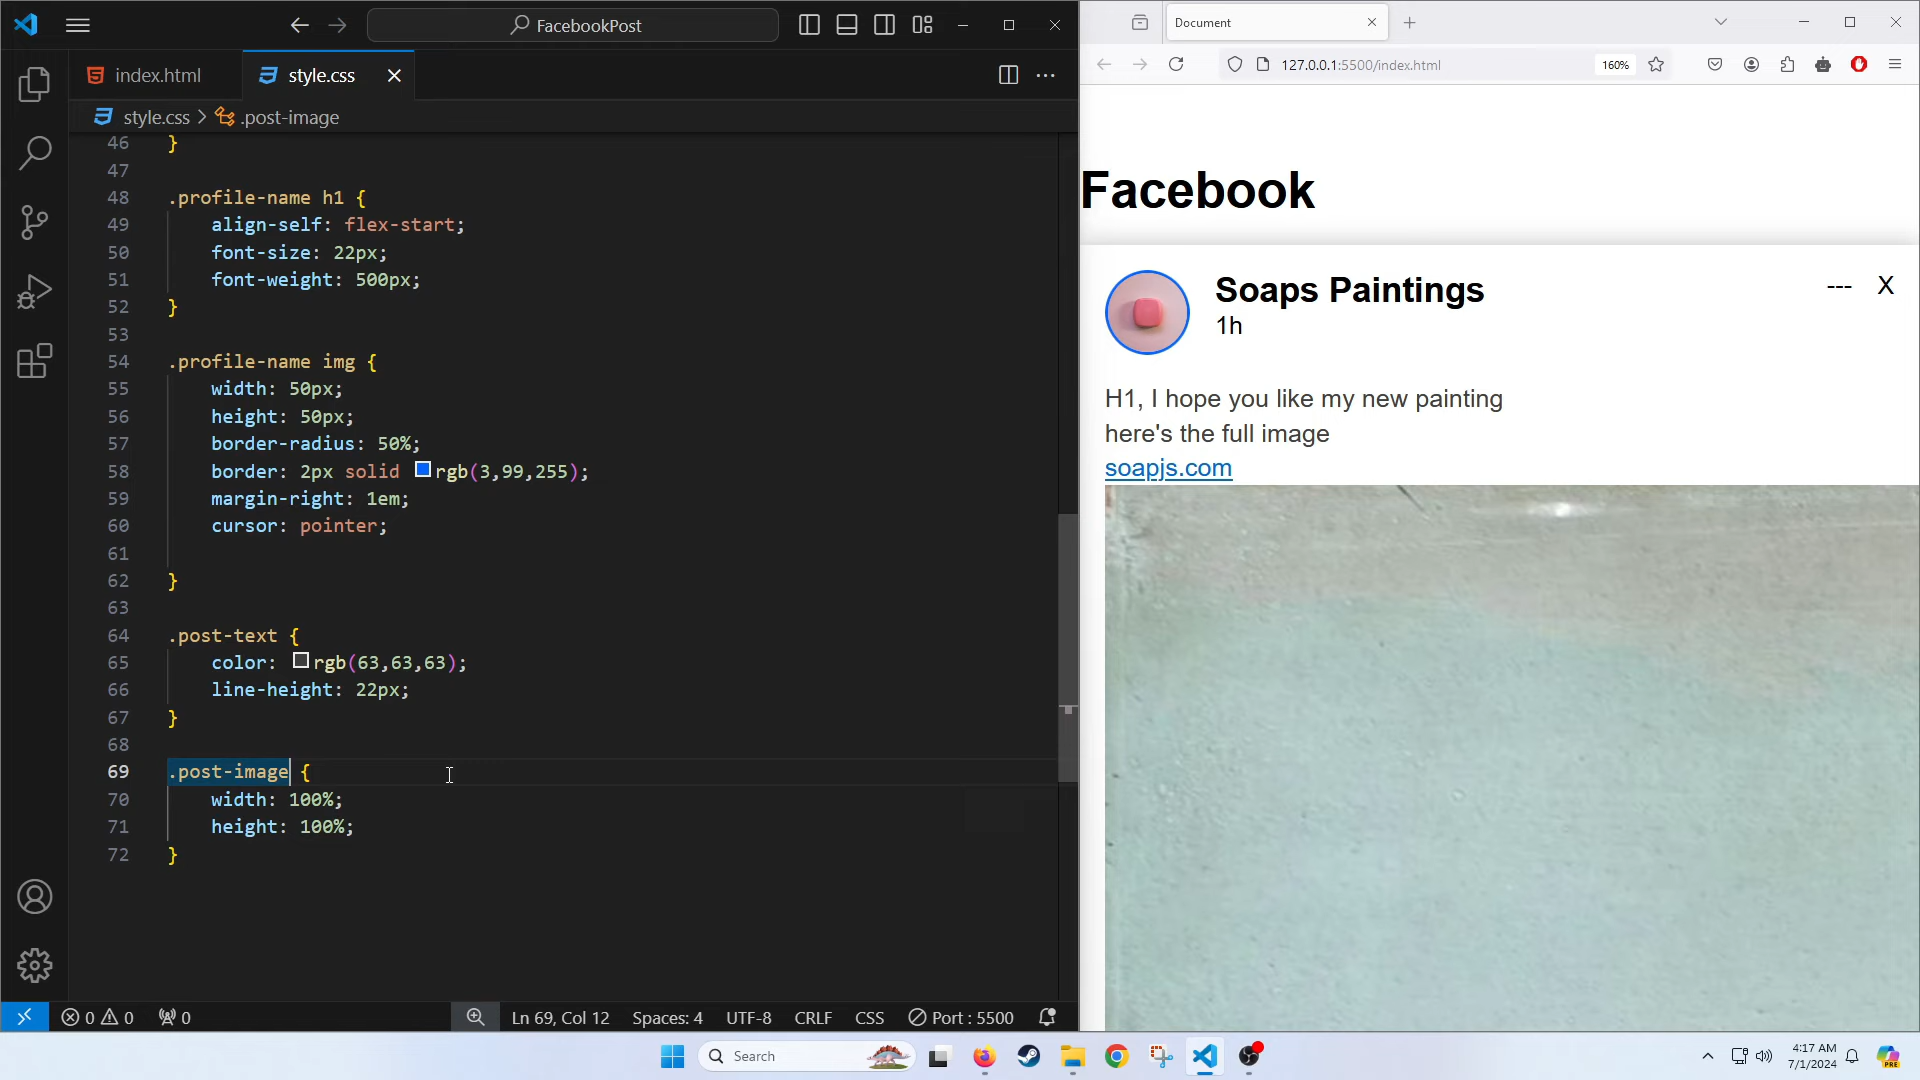 FacebookPost
index.html
style.css
style.css > .post-image
46 }
47
48 .profile-name h1 {
49 align-self: flex-start;
50 font-size: 22px;
51 font-weight: 500px;
52 }
53
54 .profile-name img {
55 width: 50px;
56 height: 50px;
57 border-radius: 50%;
58 border: 2px solid rgb(3,99,255);
59 margin-right: 1em;
60 cursor: pointer;
61
62 }
63
64 .post-text {
65 color: rgb(63,63,63);
66 line-height: 22px;
67 }
68
69 .post-image {
70 width: 100%;
71 height: 100%;
72 }
0 0 0
Ln 69, Col 12
Spaces: 4
UTF-8
CRLF
CSS
Port : 5500
Document
127.0.0.1:5500/index.html
160%
Facebook
Soaps Paintings
--- X
1h
H1, I hope you like my new painting
here's the full image
soapjs.com
Search
4:17 AM
7/1/2024
PRE